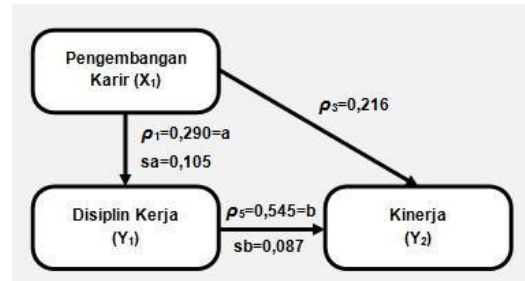 Pengembangan
Karir (X₁)
ρ₃=0,216
ρ₁=0,290=a
sa=0,105
Disiplin Kerja
(Y₁)
ρ₅=0,545=b
sb=0,087
Kinerja
(Y₂)